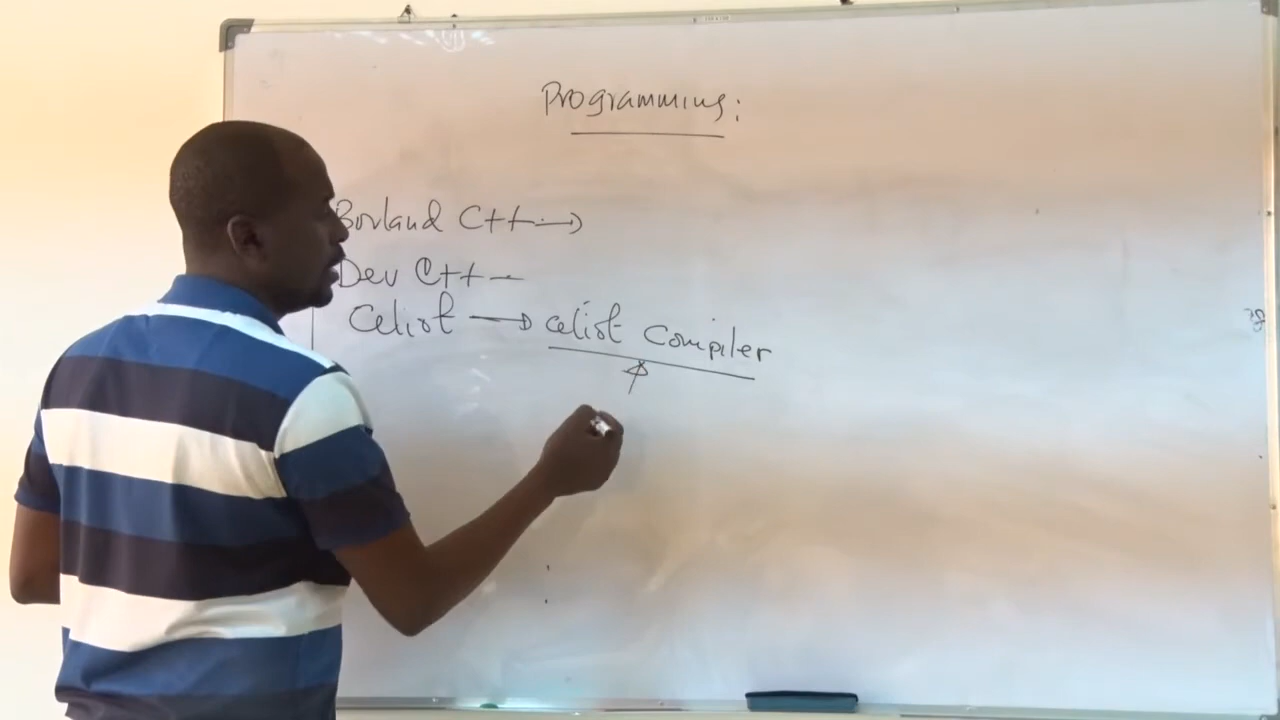 Programming:
Borland C++ →
Dev C++ -
Celiot → celiot compiler